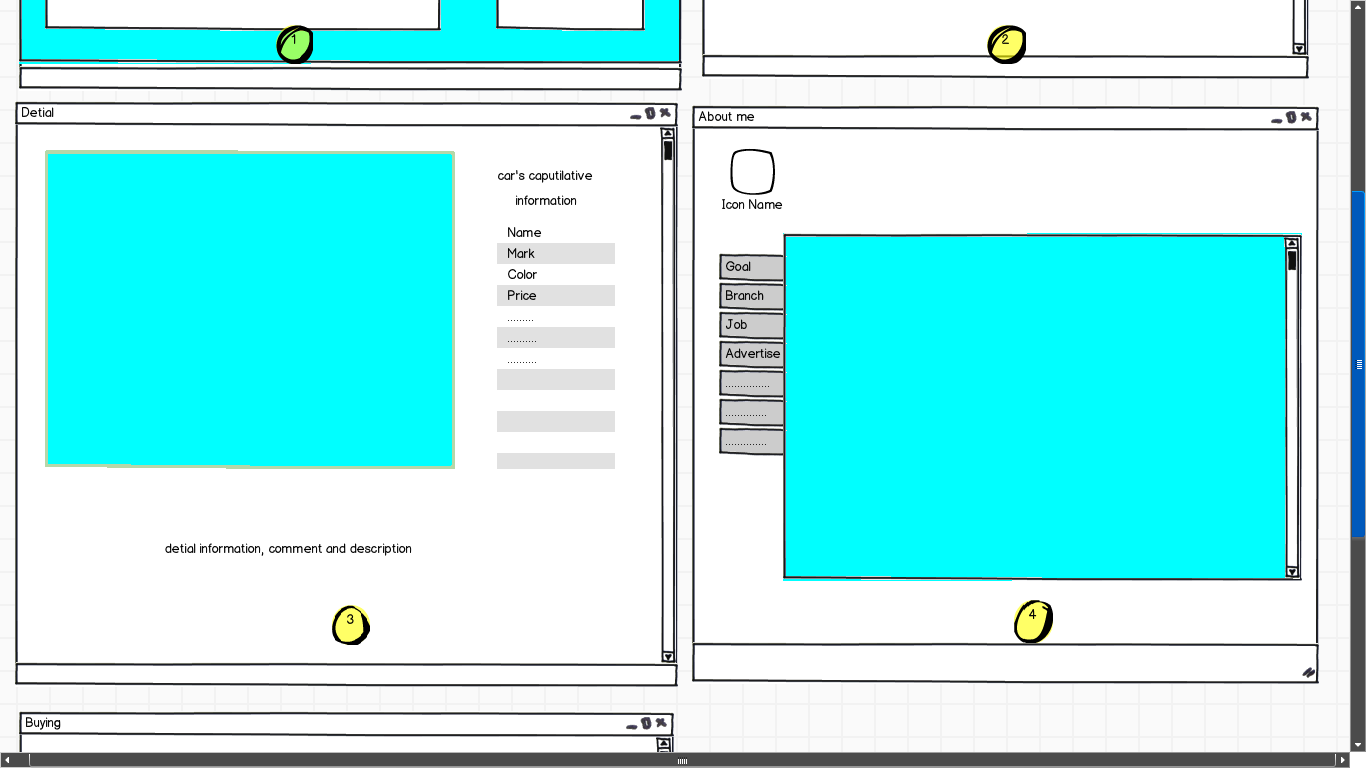 1
2
Detial
car's caputilative
information
Name
Mark
Color
Price
.........
..........
..........
detial information, comment and description
3
About me
Icon Name
Goal
Branch
Job
Advertise
...............
..............
..............
4
Buying